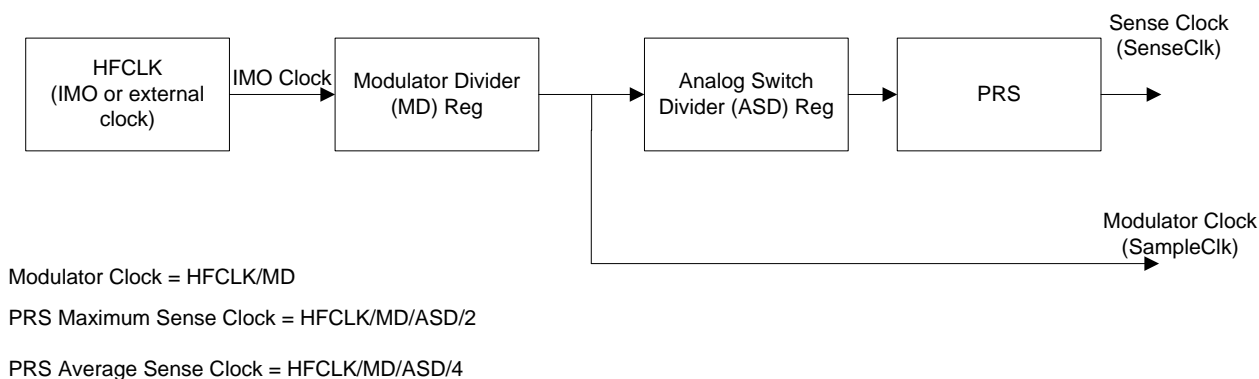 HFCLK
(IMO or external
clock)
IMO Clock
Modulator Divider
(MD) Reg
Analog Switch
Divider (ASD) Reg
PRS
Sense Clock
(SenseClk)
Modulator Clock
(SampleClk)
Modulator Clock = HFCLK/MD
PRS Maximum Sense Clock = HFCLK/MD/ASD/2
PRS Average Sense Clock = HFCLK/MD/ASD/4